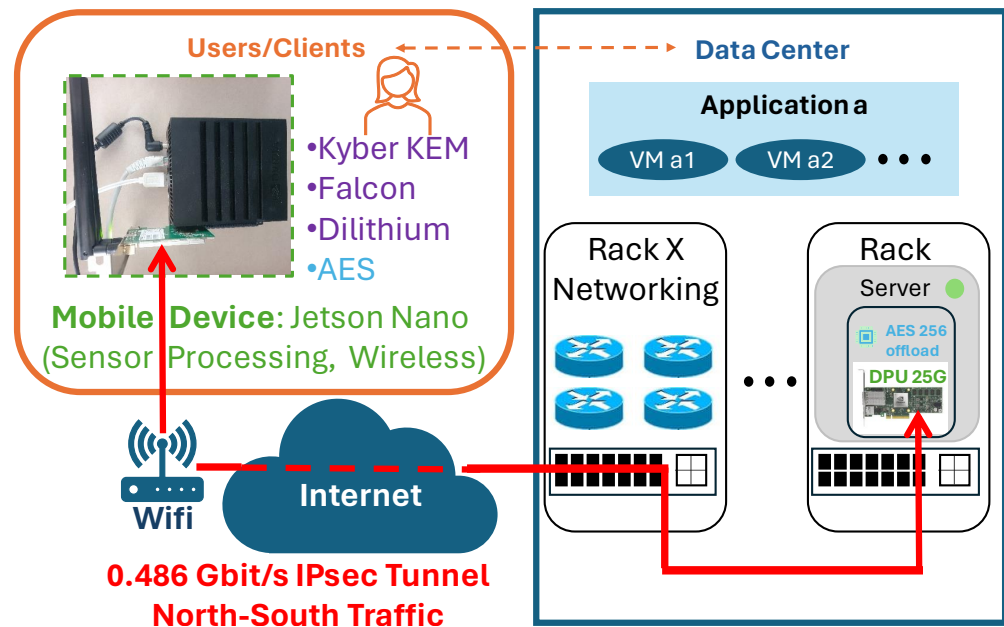 Users/Clients
•Kyber KEM
•Falcon
•Dilithium
•AES
Mobile Device: Jetson Nano
(Sensor Processing, Wireless)
Wifi
Internet
0.486 Gbit/s IPsec Tunnel
North-South Traffic
Data Center
Application a
VM a1
VM a2
•••
Rack X
Networking
•••
Rack
Server
AES 256
offload
DPU 25G